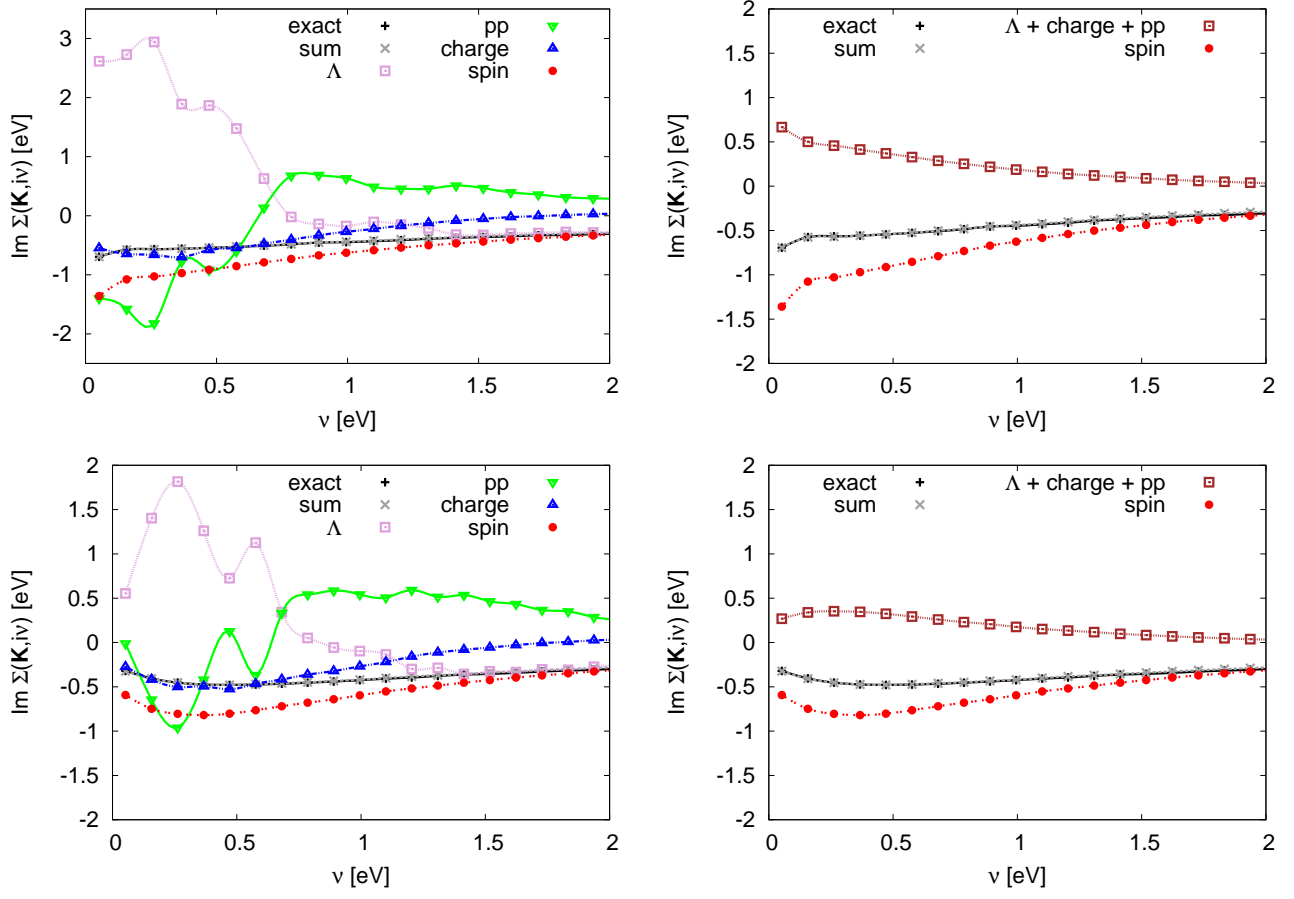 exact
sum
Λ
pp
charge
spin
3
2
1
0
-1
-2
Im Σ(K,iν) [eV]
0 0.5 1 1.5 2
ν [eV]
exact
sum
Λ + charge + pp
spin
2
1.5
1
0.5
0
-0.5
-1
-1.5
-2
Im Σ(K,iν) [eV]
0 0.5 1 1.5 2
ν [eV]
exact
sum
Λ
pp
charge
spin
2
1.5
1
0.5
0
-0.5
-1
-1.5
-2
Im Σ(K,iν) [eV]
0 0.5 1 1.5 2
ν [eV]
exact
sum
Λ + charge + pp
spin
2
1.5
1
0.5
0
-0.5
-1
-1.5
-2
Im Σ(K,iν) [eV]
0 0.5 1 1.5 2
ν [eV]